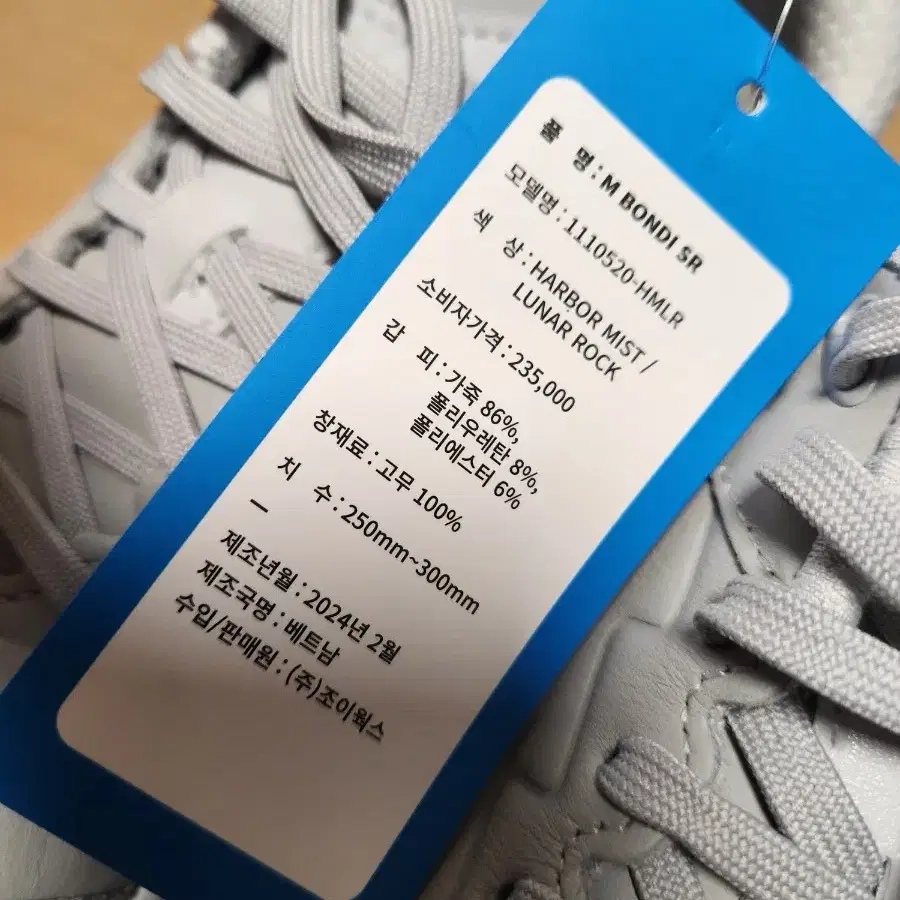 품 명 : M BONDI SR
모델명 : 1110520-HMLR
색 상 : HARBOR MIST /
LUNAR ROCK
소비자가격 : 235,000
갑 피 : 가죽 86%,
폴리우레탄 8%,
폴리에스터 6%
창재료 : 고무 100%
치 수 : 250mm~300mm
제조년월 : 2024년 2월
제조국명 : 베트남
수입/판매원 : (주)조이웍스